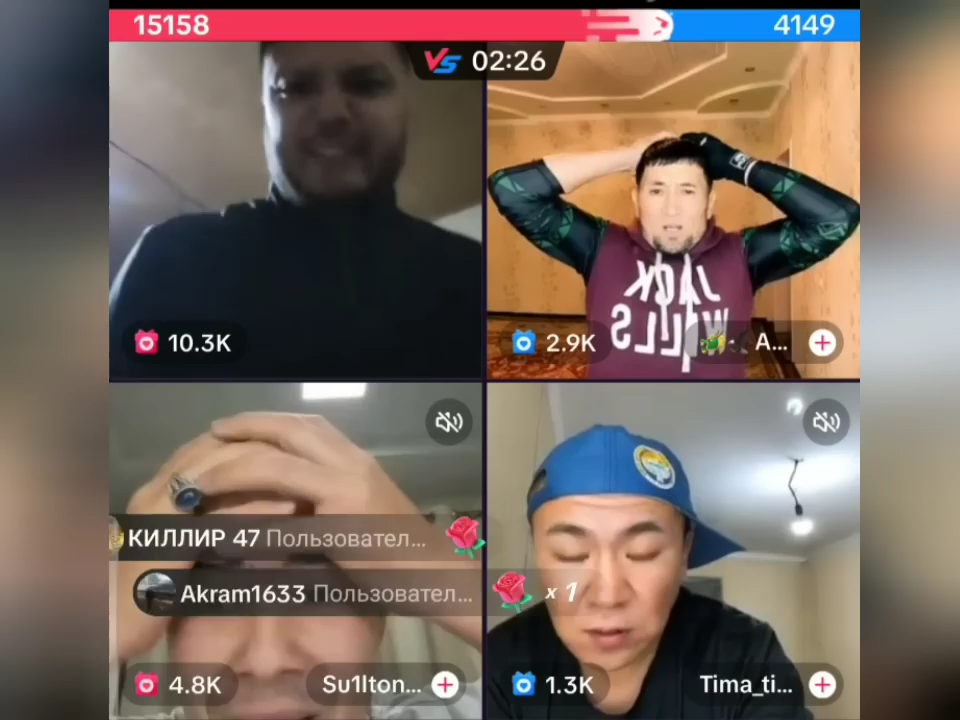 15158
4149
VS 02:26
JACK
WILLS
10.3K
2.9K
A...
КИЛЛИР 47 Пользовател...
Akram1633 Пользовател...
x 1
4.8K
Su1lton...
1.3K
Tima_ti...